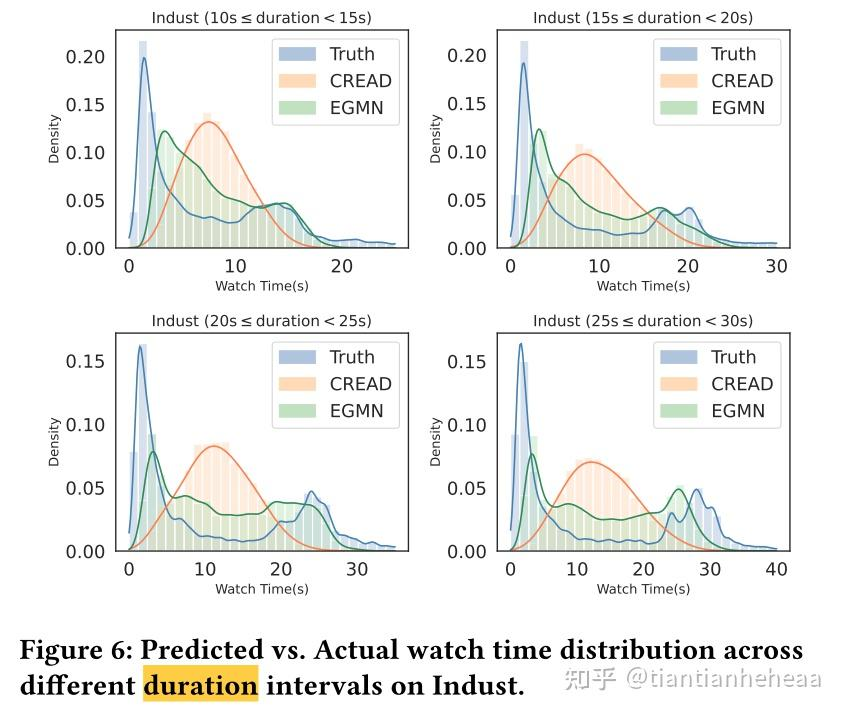 Indust (10s ≤ duration < 15s)
Density
0.20
0.15
0.10
0.05
0.00
Truth
CREAD
EGMN
0 10 20
Watch Time(s)
Indust (15s ≤ duration < 20s)
Density
0.20
0.15
0.10
0.05
0.00
Truth
CREAD
EGMN
0 10 20 30
Watch Time(s)
Indust (20s ≤ duration < 25s)
Density
0.15
0.10
0.05
0.00
Truth
CREAD
EGMN
0 10 20 30
Watch Time(s)
Indust (25s ≤ duration < 30s)
Density
0.15
0.10
0.05
0.00
Truth
CREAD
EGMN
0 10 20 30 40
Watch Time(s)
Figure 6: Predicted vs. Actual watch time distribution across
different duration intervals on Indust.
知乎 @tiantianheheaa